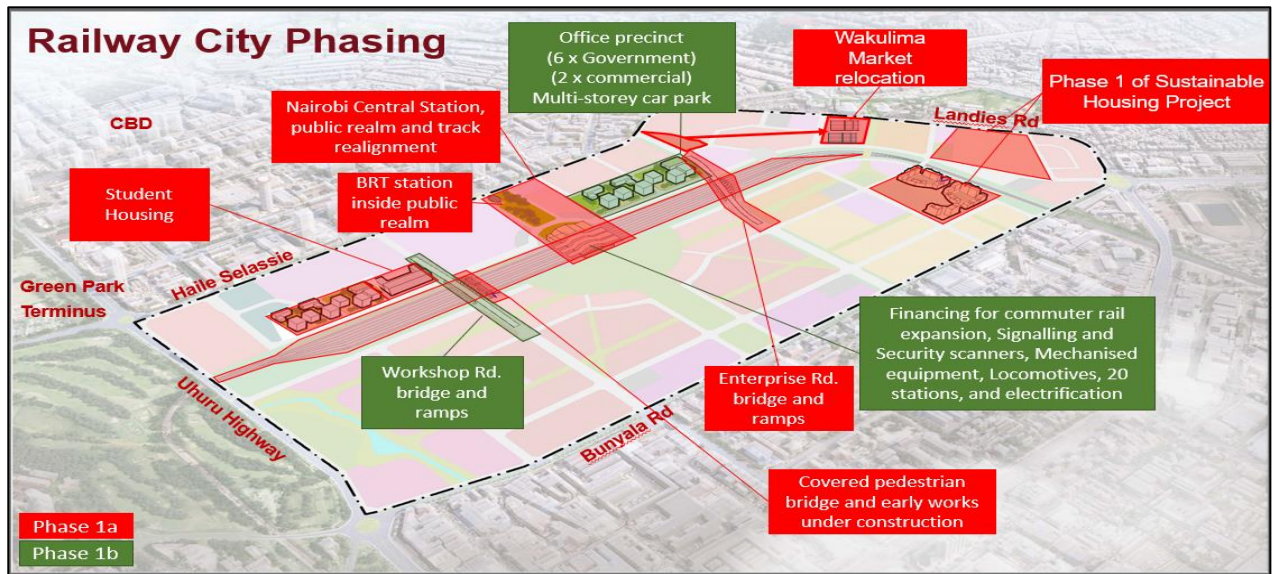 Railway City Phasing
Office precinct
(6 x Government)
(2 x commercial)
Multi-storey car park
Wakulima
Market
relocation
Phase 1 of Sustainable
Housing Project
CBD
Nairobi Central Station,
public realm and track
realignment
Landies Rd
Student
Housing
BRT station
inside public
realm
Haile Selassie
Green Park
Terminus
Workshop Rd.
bridge and
ramps
Enterprise Rd.
bridge and
ramps
Financing for commuter rail
expansion, Signalling and
Security scanners, Mechanised
equipment, Locomotives, 20
stations, and electrification
Uhuru Highway
Bunyala Rd
Covered pedestrian
bridge and early works
under construction
Phase 1a
Phase 1b